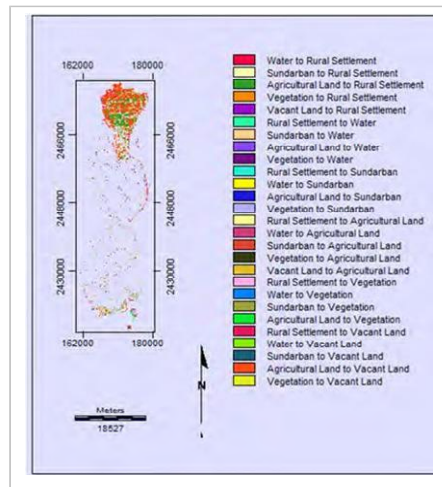 162000 180000
2466000 2466000
2448000 2448000
2430000 2430000
162000 180000
Meters
18527
N
Water to Rural Settlement
Sundarban to Rural Settlement
Agricultural Land to Rural Settlement
Vegetation to Rural Settlement
Vacant Land to Rural Settlement
Rural Settlement to Water
Sundarban to Water
Agricultural Land to Water
Vegetation to Water
Rural Settlement to Sundarban
Water to Sundarban
Agricultural Land to Sundarban
Vegetation to Sundarban
Rural Settlement to Agricultural Land
Water to Agricultural Land
Sundarban to Agricultural Land
Vegetation to Agricultural Land
Vacant Land to Agricultural Land
Rural Settlement to Vegetation
Water to Vegetation
Sundarban to Vegetation
Agricultural Land to Vegetation
Rural Settlement to Vacant Land
Water to Vacant Land
Sundarban to Vacant Land
Agricultural Land to Vacant Land
Vegetation to Vacant Land